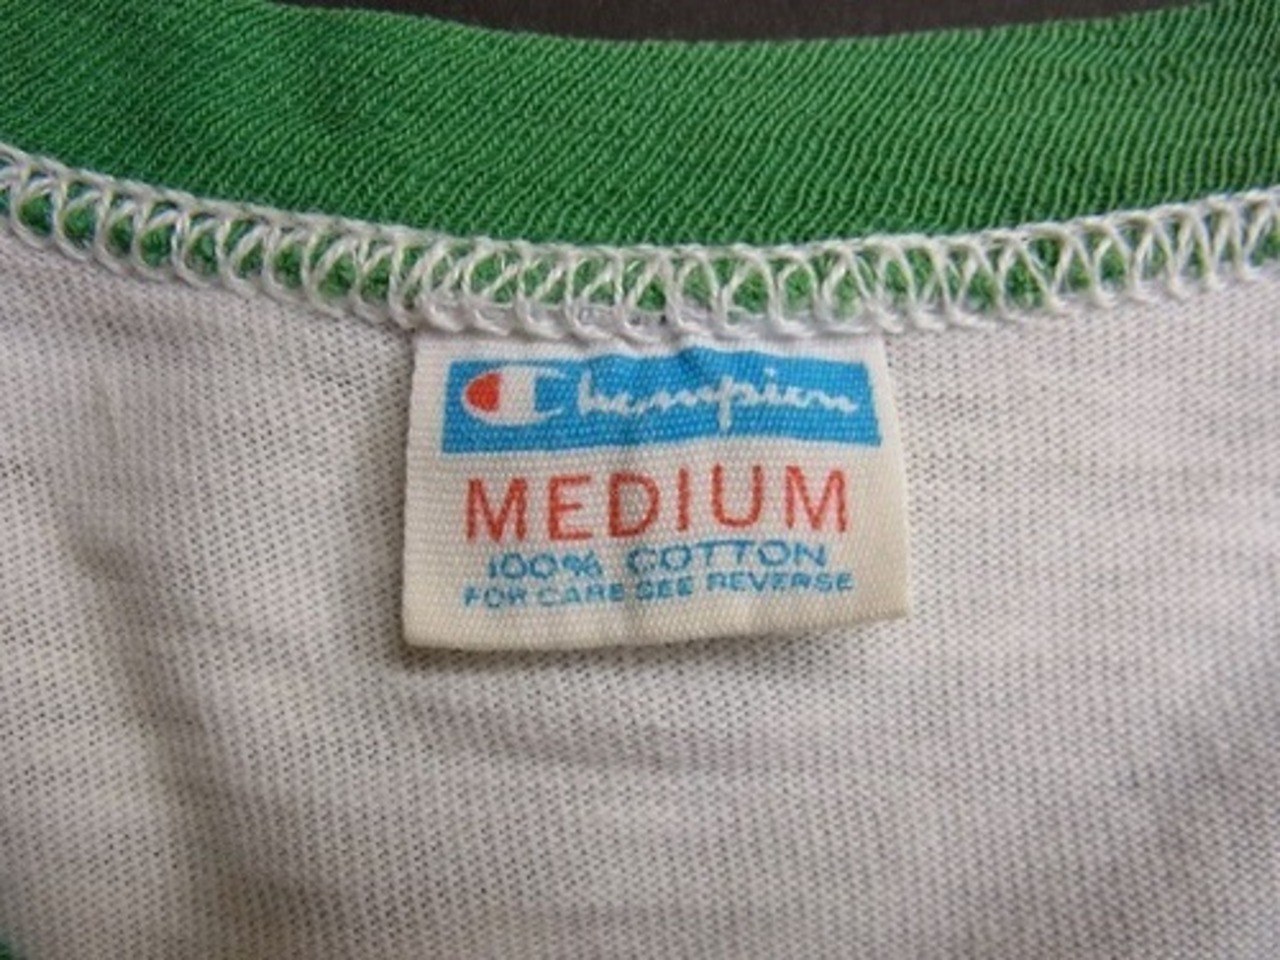 Champion
MEDIUM
100% COTTON
FOR CARE SEE REVERSE